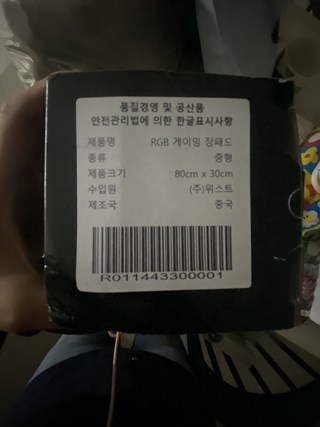 품질경영 및 공산품
안전관리법에 의한 한글표시사항
제품명 RGB 게이밍 장패드
종류 중형
제품크기 80cm x 30cm
수입원 (주)위스트
제조국 중국
R011443300001